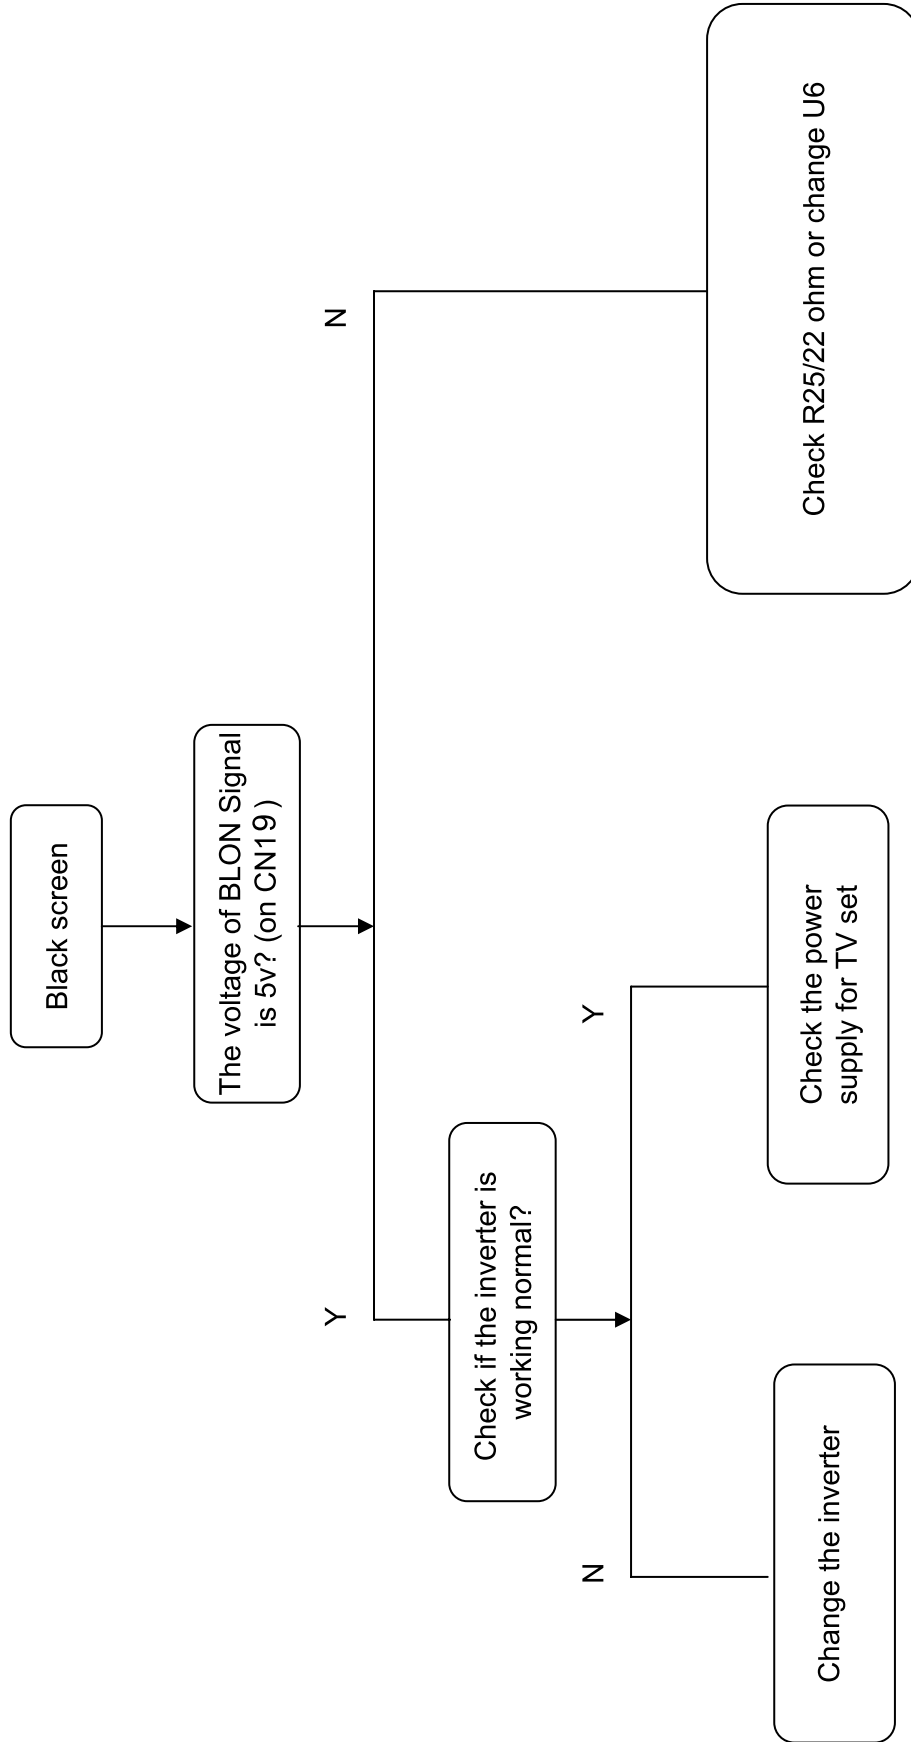 Black screen
The voltage of BLON Signal
is 5v? (on CN19)
Y
N
Check if the inverter is
working normal?
N
Y
Change the inverter
Check the power
supply for TV set
Check R25/22 ohm or change U6